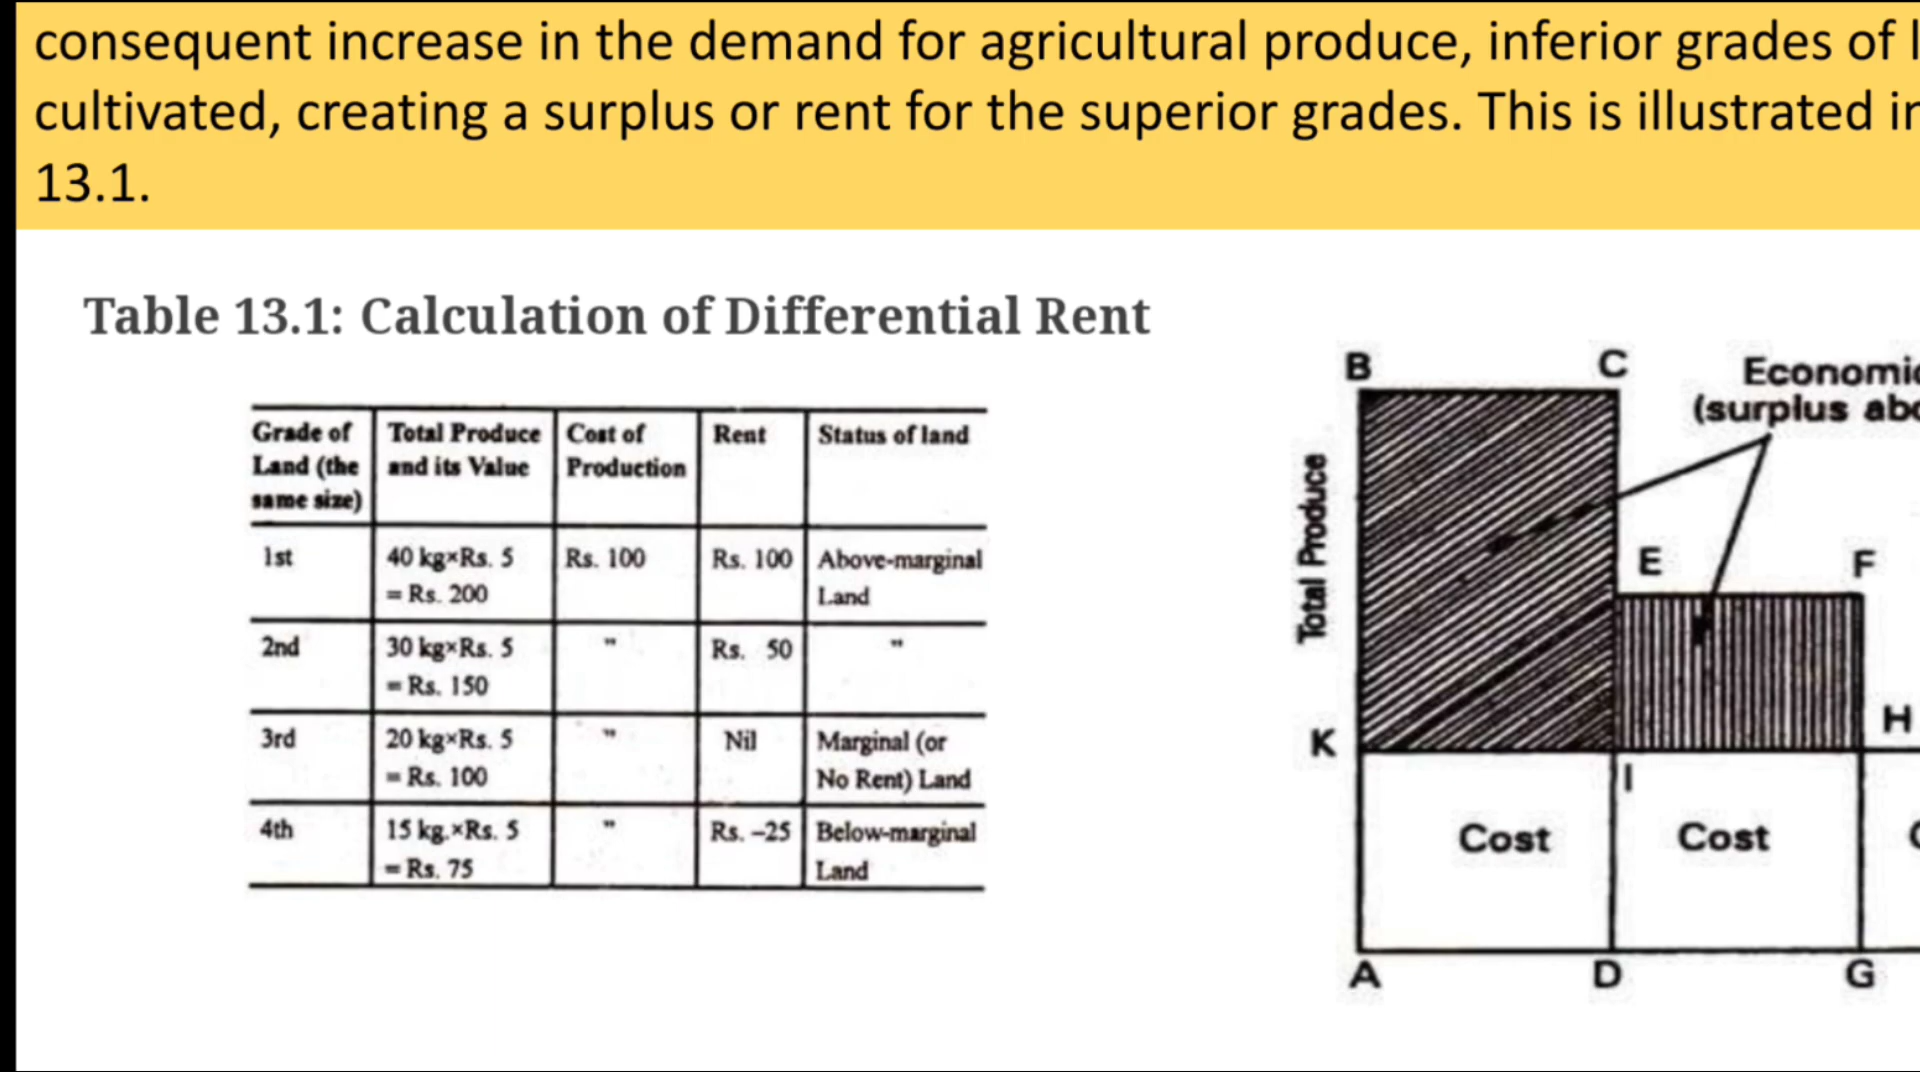 consequent increase in the demand for agricultural produce, inferior grades of
cultivated, creating a surplus or rent for the superior grades. This is illustrated
13.1.
Table 13.1: Calculation of Differential Rent
Grade of Land (the same size) Total Produce and its Value Cost of Production Rent Status of land
1st 40 kg×Rs. 5 = Rs. 200 Rs. 100 Rs. 100 Above-marginal Land
2nd 30 kg×Rs. 5 = Rs. 150 " Rs. 50 "
3rd 20 kg×Rs. 5 = Rs. 100 " Nil Marginal (or No Rent) Land
4th 15 kg.×Rs. 5 = Rs. 75 " Rs. –25 Below-marginal Land
B C
(surplus
Total Produce
E F
K H
I
Cost Cost
A D G